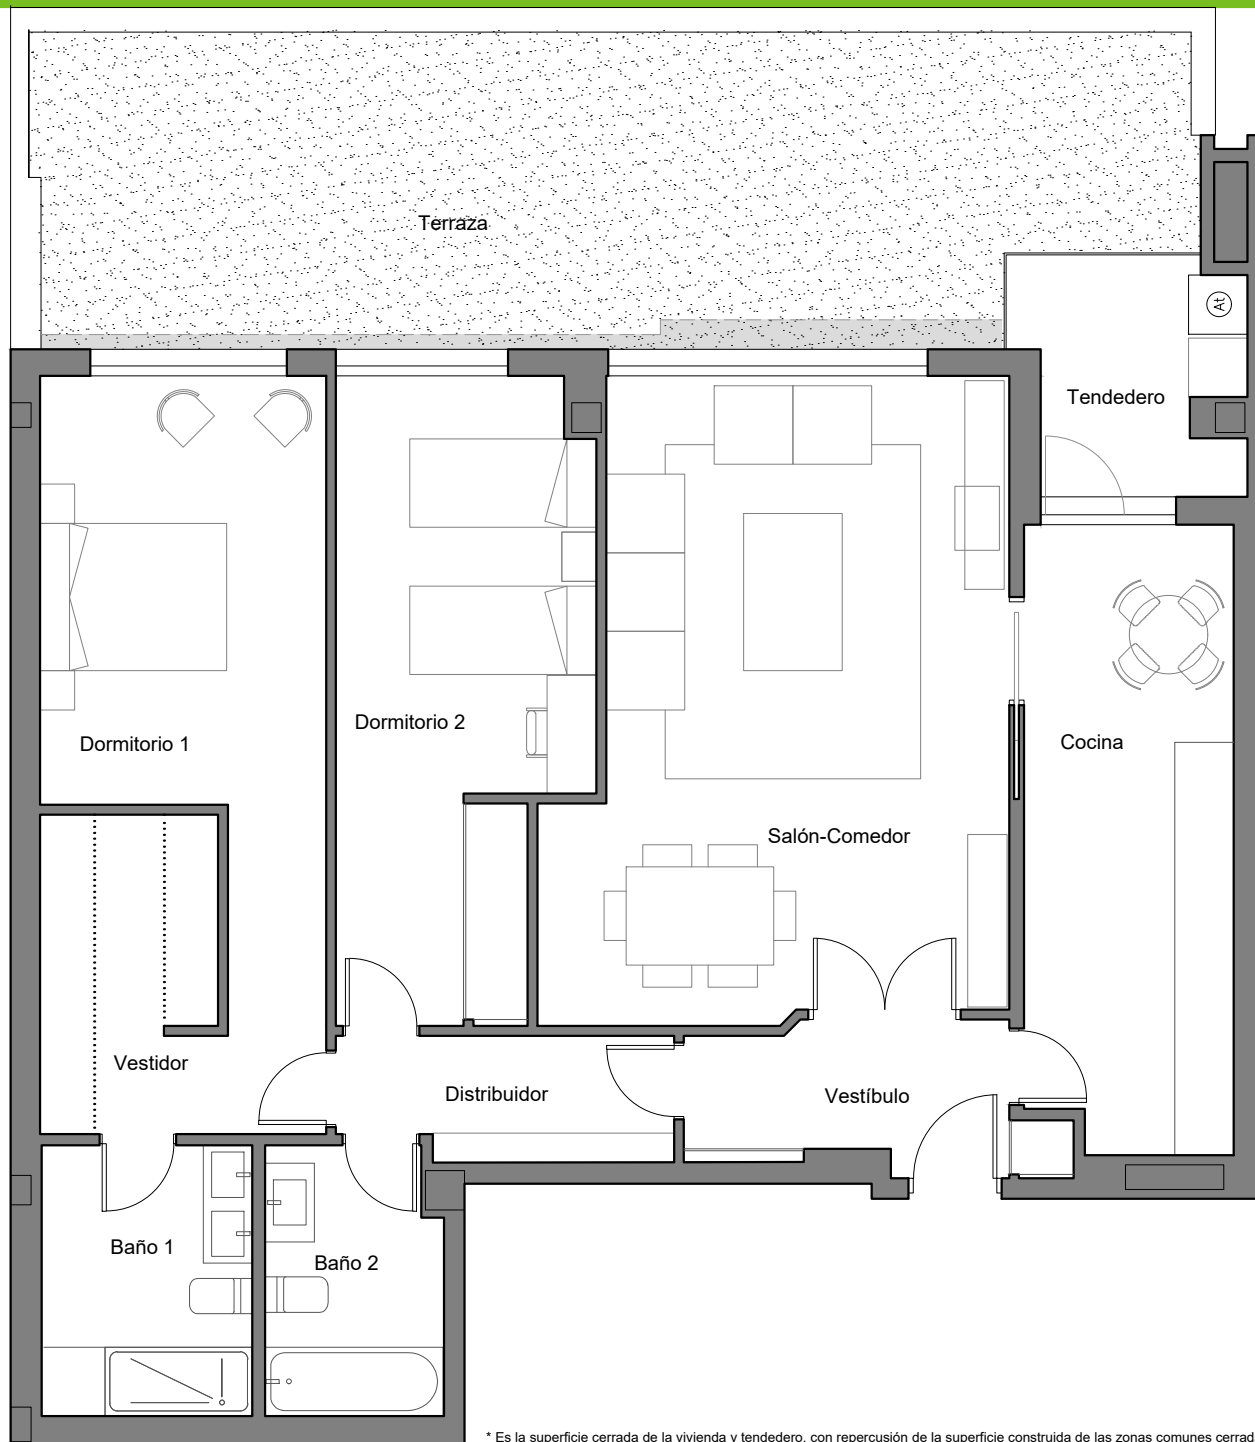 Terraza
At
Tendedero
Dormitorio 2
Dormitorio 1
Cocina
Salón-Comedor
Vestidor
Distribuidor
Vestíbulo
Baño 1
Baño 2
* Es la superficie cerrada de la vivienda y tendedero, con repercusión de la superficie construida de las zonas comunes cerrad